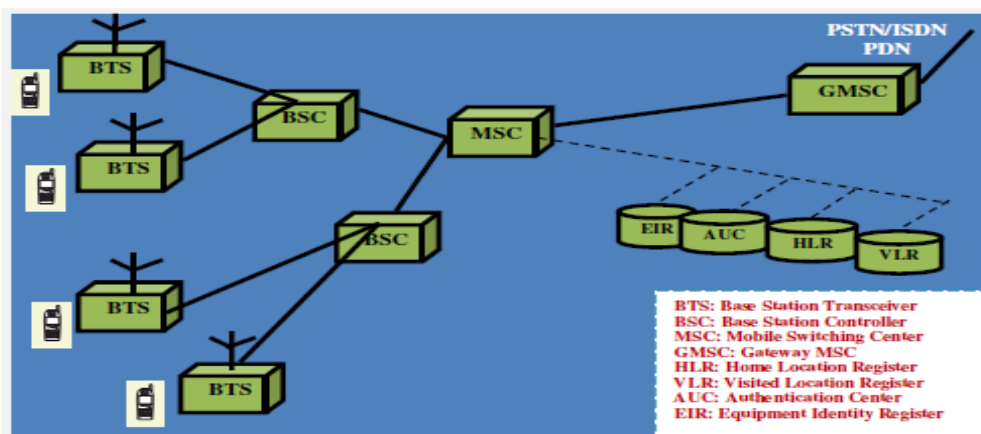 PSTN/ISDN
PDN
BTS
GMSC
BSC
MSC
BTS
EIR
AUC
HLR
VLR
BSC
BTS
BTS
BTS: Base Station Transceiver
BSC: Base Station Controller
MSC: Mobile Switching Center
GMSC: Gateway MSC
HLR: Home Location Register
VLR: Visited Location Register
AUC: Authentication Center
EIR: Equipment Identity Register